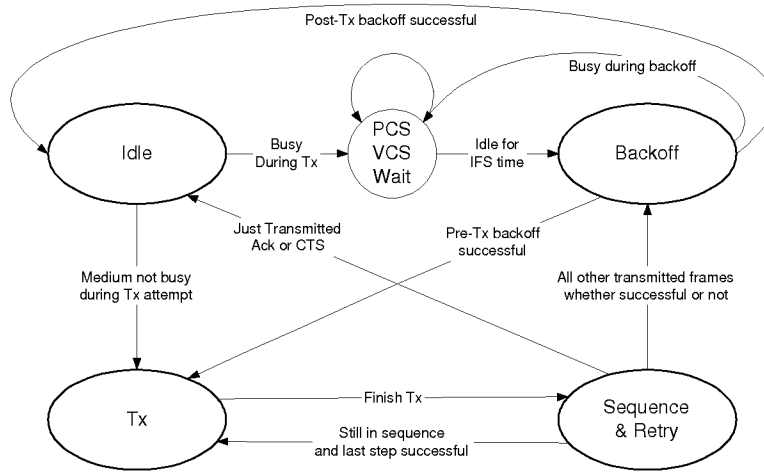 Post-Tx backoff successful
Busy during backoff
Idle
Busy
During Tx
PCS
VCS
Wait
Idle for
IFS time
Backoff
Just Transmitted
Ack or CTS
Pre-Tx backoff
successful
Medium not busy
during Tx attempt
All other transmitted frames
whether successful or not
Tx
Finish Tx
Sequence
& Retry
Still in sequence
and last step successful